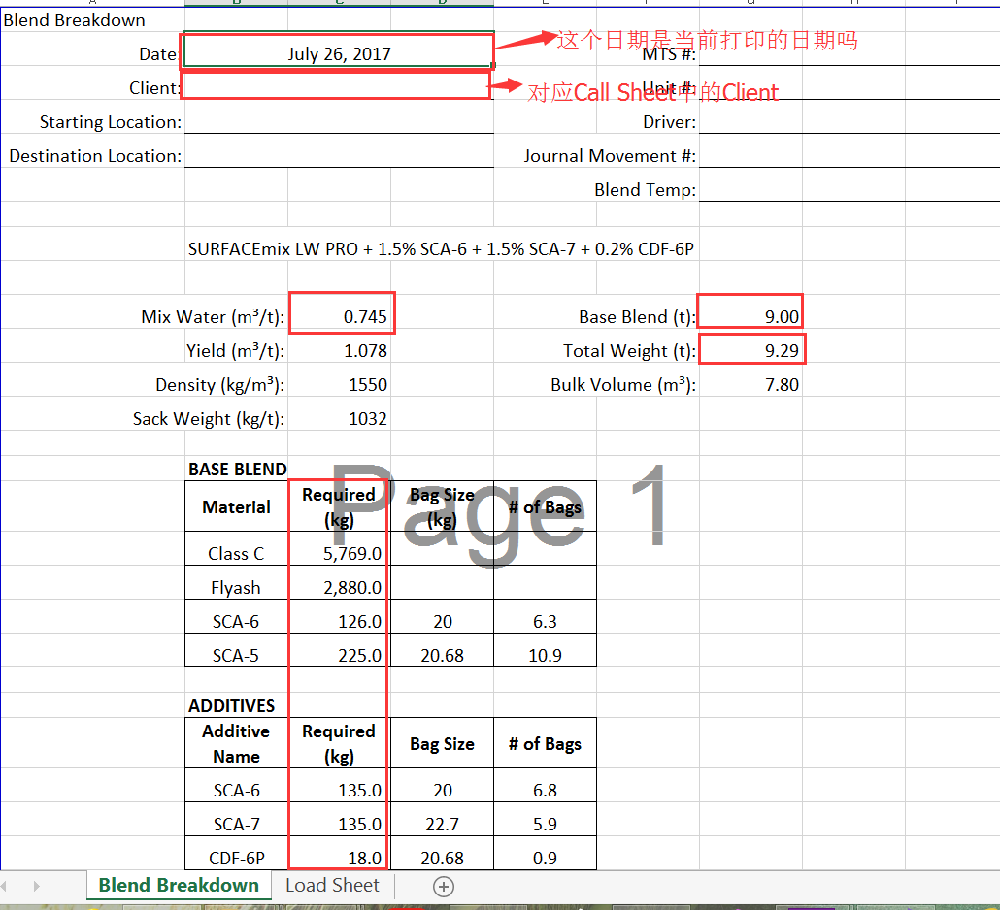 Blend Breakdown
Date: July 26, 2017 MTS #:
这个日期是当前打印的日期吗
Client: Unit #:
对应Call Sheet中的Client
Starting Location: Driver:
Destination Location: Journal Movement #:
Blend Temp:
SURFACEmix LW PRO + 1.5% SCA-6 + 1.5% SCA-7 + 0.2% CDF-6P
Mix Water (m³/t): 0.745 Base Blend (t): 9.00
Yield (m³/t): 1.078 Total Weight (t): 9.29
Density (kg/m³): 1550 Bulk Volume (m³): 7.80
Sack Weight (kg/t): 1032
BASE BLEND
Page 1
Material Required (kg) Bag Size (kg) # of Bags
Class C 5,769.0
Flyash 2,880.0
SCA-6 126.0 20 6.3
SCA-5 225.0 20.68 10.9
ADDITIVES
Additive Name Required (kg) Bag Size # of Bags
SCA-6 135.0 20 6.8
SCA-7 135.0 22.7 5.9
CDF-6P 18.0 20.68 0.9
Blend Breakdown Load Sheet